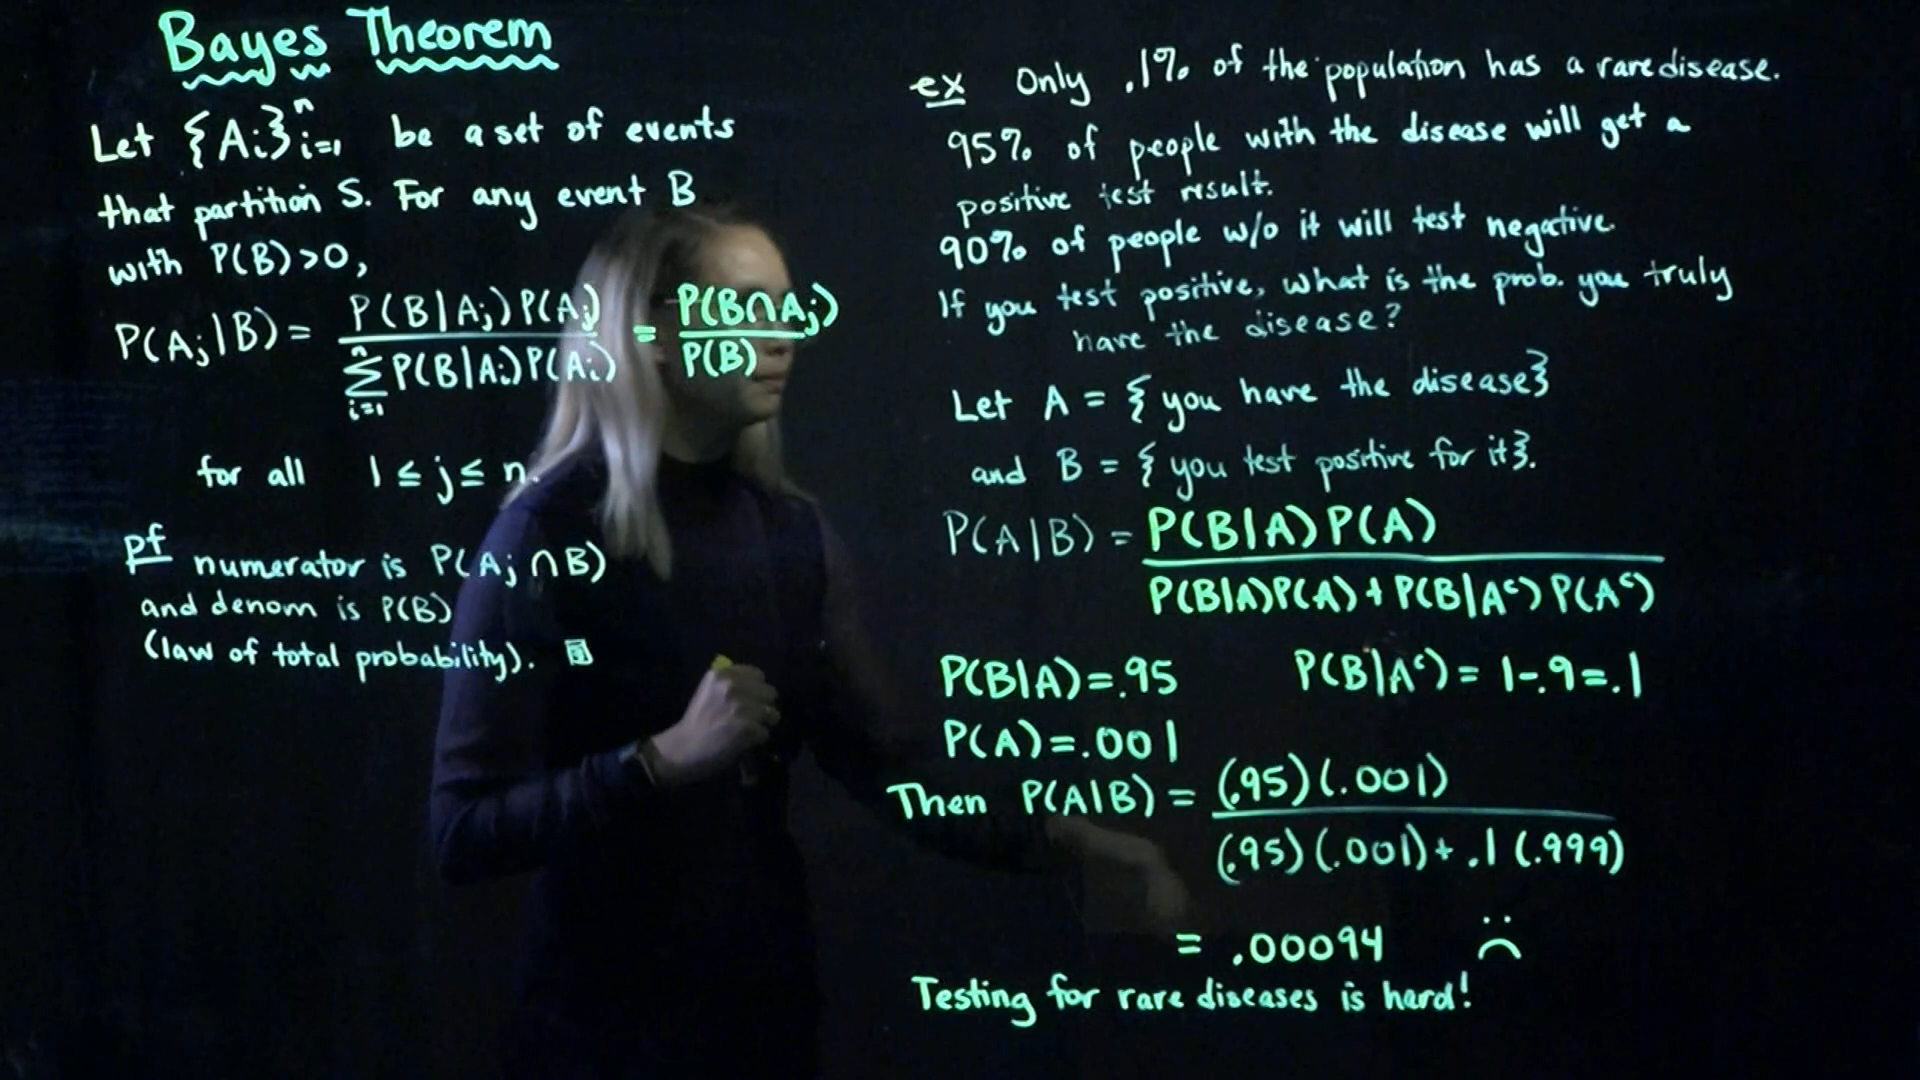 Bayes Theorem
Let {Aᵢ}ⁿᵢ₌₁ be a set of events
that partition S. For any event B
with P(B)>0,
P(Aⱼ|B) = P(B|Aⱼ)P(Aⱼ) / Σⁿᵢ₌₁ P(B|Aᵢ)P(Aᵢ) = P(B∩Aⱼ) / P(B)
for all 1 ≤ j ≤ n.
pf numerator is P(Aⱼ ∩ B)
and denom is P(B)
(law of total probability).
ex Only .1% of the population has a rare disease.
95% of people with the disease will get a
positive test result.
90% of people w/o it will test negative.
If you test positive, what is the prob. you truly
have the disease?
Let A = { you have the disease}
and B = { you test positive for it}.
P(A|B) = P(B|A)P(A) / P(B|A)P(A) + P(B|Aᶜ)P(Aᶜ)
P(B|A)=.95 P(B|Aᶜ) = 1-.9=.1
P(A)=.001
Then P(A|B) = (.95)(.001) / (.95)(.001) + .1(.999)
= .00094
Testing for rare diseases is hard!